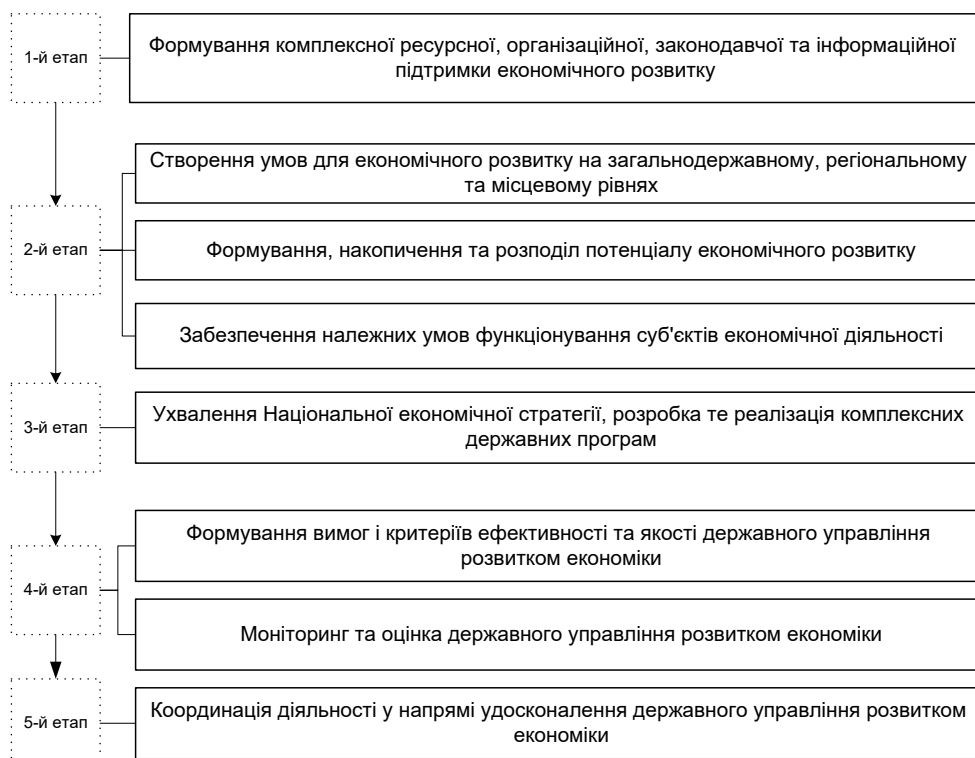 1-й етап
Формування комплексної ресурсної, організаційної, законодавчої та інформаційної
підтримки економічного розвитку
Створення умов для економічного розвитку на загальнодержавному, регіональному
та місцевому рівнях
2-й етап
Формування, накопичення та розподіл потенціалу економічного розвитку
Забезпечення належних умов функціонування суб'єктів економічної діяльності
3-й етап
Ухвалення Національної економічної стратегії, розробка те реалізація комплексних
державних програм
Формування вимог і критеріїв ефективності та якості державного управління
розвитком економіки
4-й етап
Моніторинг та оцінка державного управління розвитком економіки
5-й етап
Координація діяльності у напрямі удосконалення державного управління розвитком
економіки